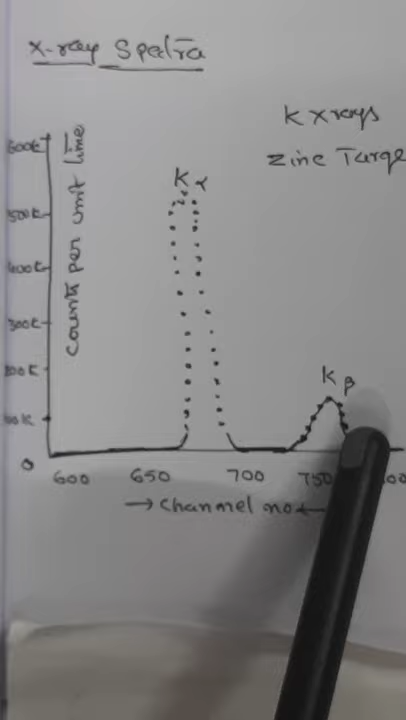 X-ray Spectra
K X rays
Zinc Targe
600K
500K
400K
300K
200K
100K
0
counts per unit time
Kα
Kβ
600 650 700 750 00
→ Channel no ←